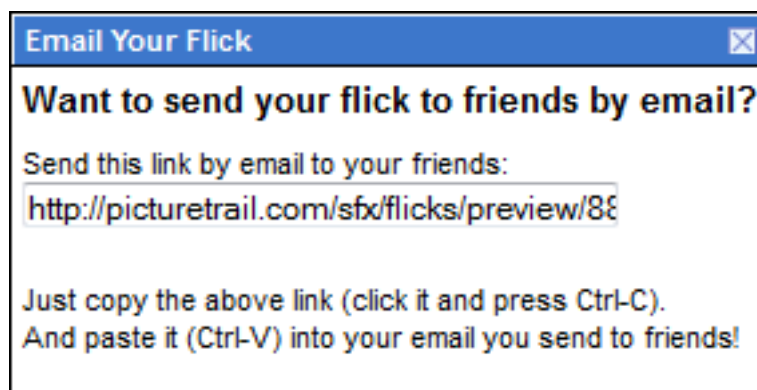 Email Your Flick
Want to send your flick to friends by email?
Send this link by email to your friends:
http://picturetrail.com/sfx/flicks/preview/88
Just copy the above link (click it and press Ctrl-C).
And paste it (Ctrl-V) into your email you send to friends!